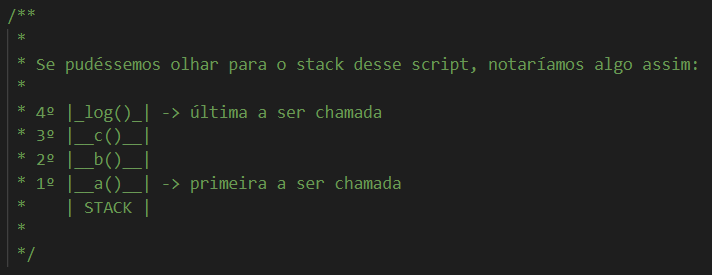 /**
*
* Se pudéssemos olhar para o stack desse script, notaríamos algo assim:
*
* 4º |_log()_| -> última a ser chamada
* 3º |__c()__|
* 2º |__b()__|
* 1º |__a()__| -> primeira a ser chamada
*    | STACK |
*
*/